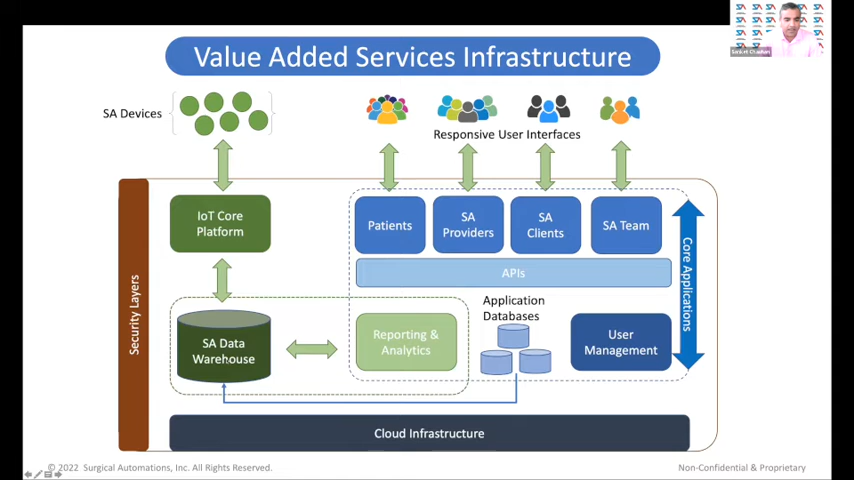 Value Added Services Infrastructure
SA Devices
Responsive User Interfaces
IoT Core
Platform
Patients
SA
Providers
SA
Clients
SA Team
APIs
Core Applications
Security Layers
Application
Databases
SA Data
Warehouse
Reporting &
Analytics
User
Management
Cloud Infrastructure
© 2022 Surgical Automations, Inc. All Rights Reserved.
Non-Confidential & Proprietary